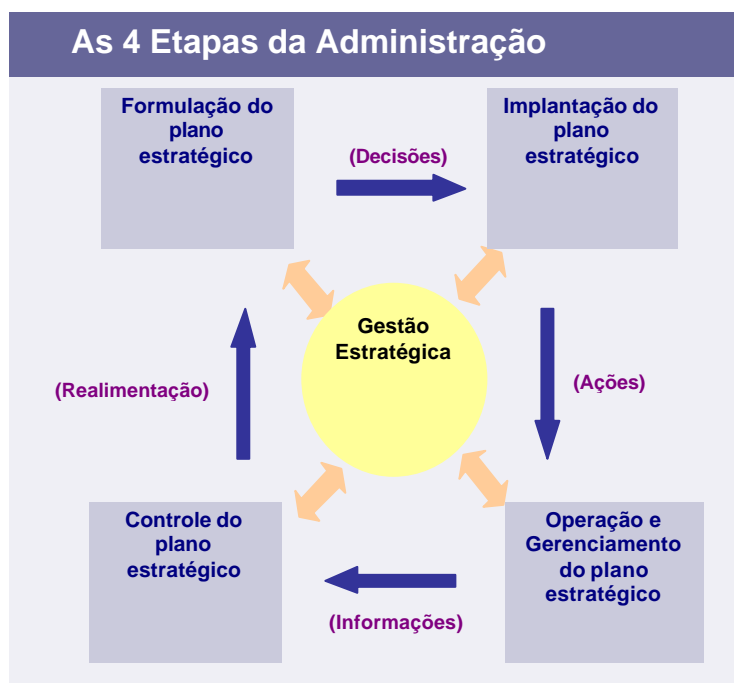 As 4 Etapas da Administração
Formulação do
plano
estratégico
(Decisões)
Implantação do
plano
estratégico
Gestão
Estratégica
(Realimentação)
(Ações)
Controle do
plano
estratégico
(Informações)
Operação e
Gerenciamento
do plano
estratégico